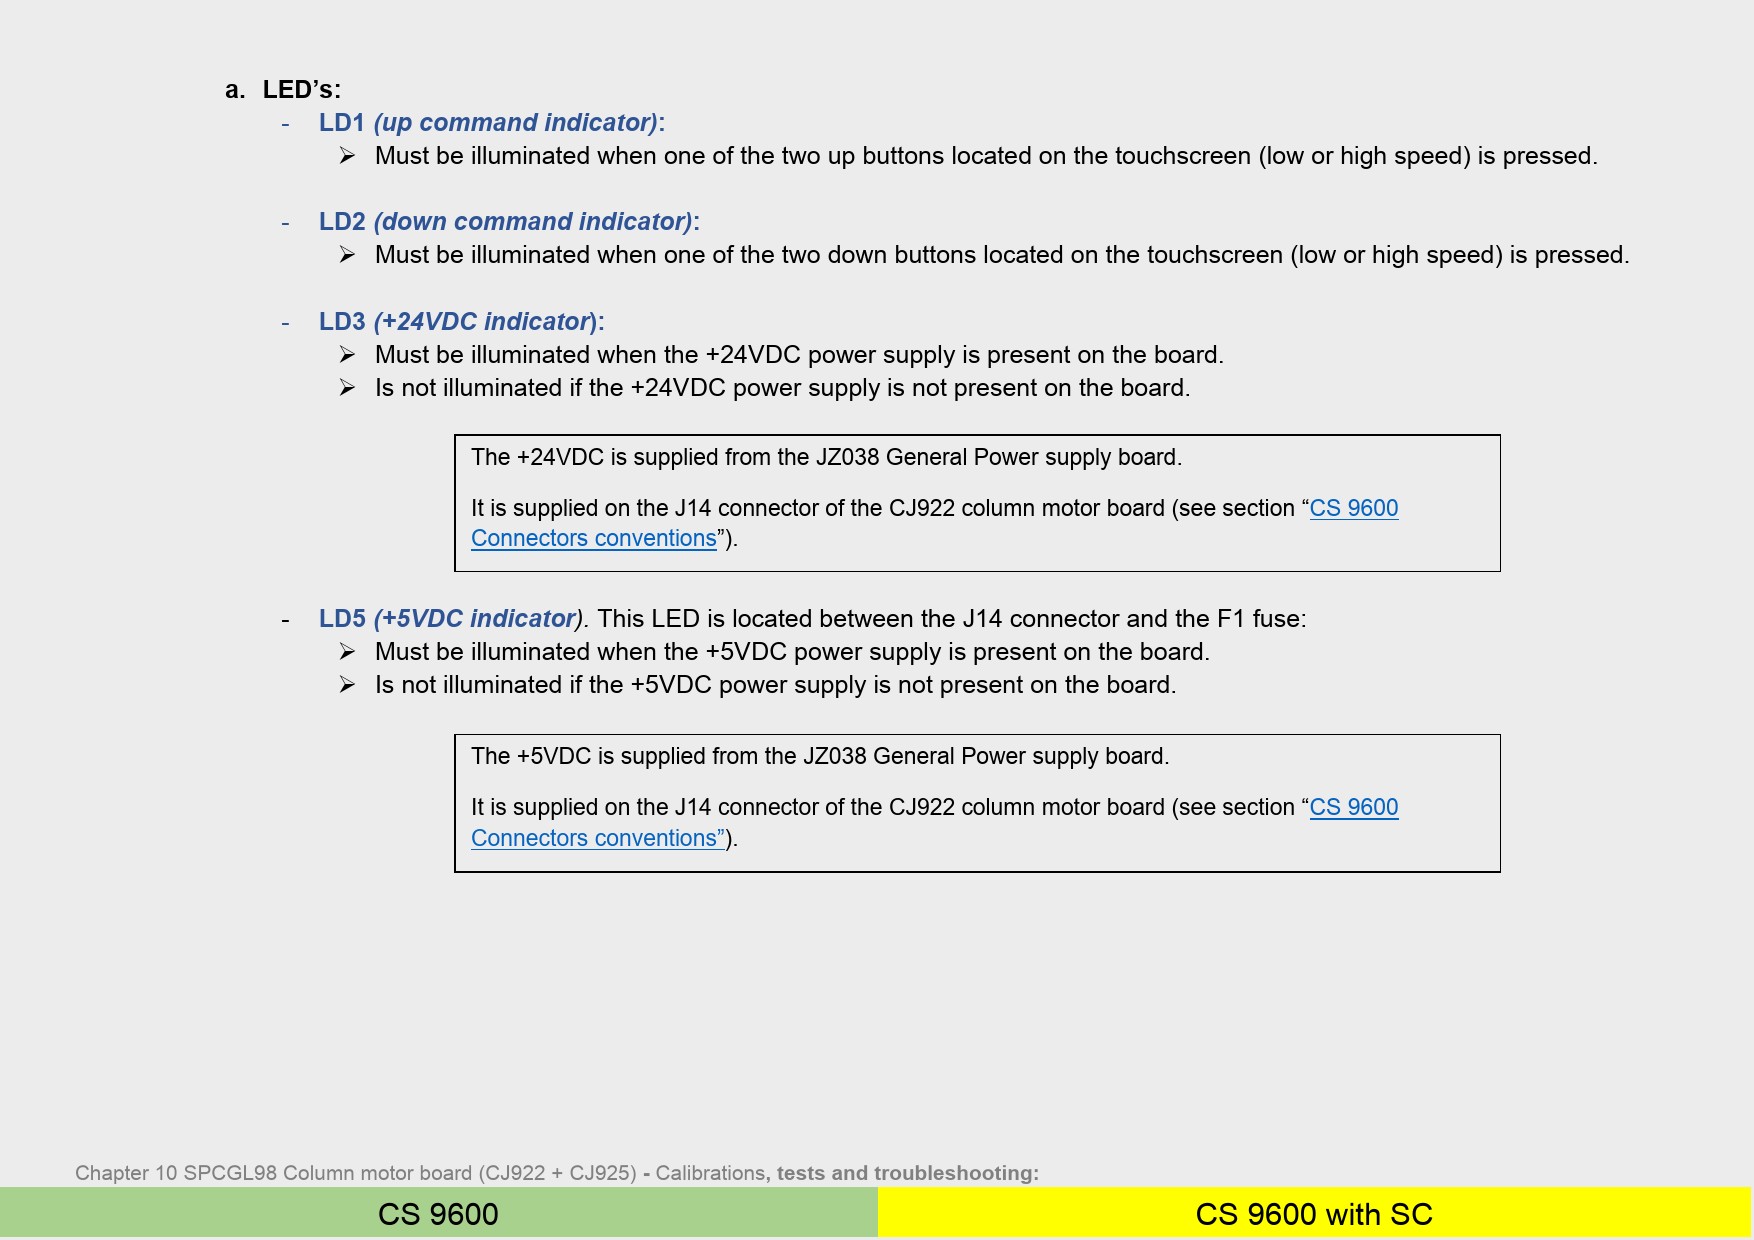 a. LED’s:
- LD1 (up command indicator):
➢ Must be illuminated when one of the two up buttons located on the touchscreen (low or high speed) is pressed.
- LD2 (down command indicator):
➢ Must be illuminated when one of the two down buttons located on the touchscreen (low or high speed) is pressed.
- LD3 (+24VDC indicator):
➢ Must be illuminated when the +24VDC power supply is present on the board.
➢ Is not illuminated if the +24VDC power supply is not present on the board.
The +24VDC is supplied from the JZ038 General Power supply board.
It is supplied on the J14 connector of the CJ922 column motor board (see section “CS 9600
Connectors conventions”).
- LD5 (+5VDC indicator). This LED is located between the J14 connector and the F1 fuse:
➢ Must be illuminated when the +5VDC power supply is present on the board.
➢ Is not illuminated if the +5VDC power supply is not present on the board.
The +5VDC is supplied from the JZ038 General Power supply board.
It is supplied on the J14 connector of the CJ922 column motor board (see section “CS 9600
Connectors conventions”).
Chapter 10 SPCGL98 Column motor board (CJ922 + CJ925) - Calibrations, tests and troubleshooting:
CS 9600
CS 9600 with SC